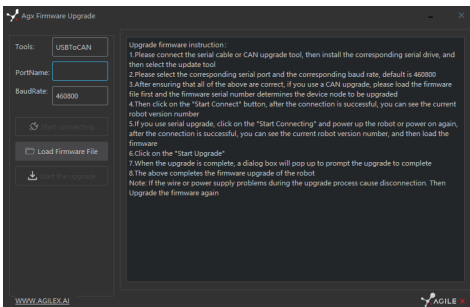 Agx Firmware Upgrade
Tools:
USBToCAN
PortName:
BaudRate:
460800
Start connecting
Load Firmware File
Start the upgrade
Upgrade firmware instruction:
1.Please connect the serial cable or CAN upgrade tool, then install the corresponding serial drive, and
then select the update tool
2.Please select the corresponding serial port and the corresponding baud rate, default is 460800
3.After ensuring that all of the above are correct, if you use a CAN upgrade, please load the firmware
file first and the firmware serial number determines the device node to be upgraded
4.Then click on the "Start Connect" button, after the connection is successful, you can see the current
robot version number
5.If you use serial upgrade, click on the "Start Connecting" and power up the robot or power on again,
after the connection is successful, you can see the current robot version number, and then load the
firmware
6.Click on the "Start Upgrade"
7.When the upgrade is complete, a dialog box will pop up to prompt the upgrade to complete
8.The above completes the firmware upgrade of the robot
Note: If the wire or power supply problems during the upgrade process cause disconnection. Then
Upgrade the firmware again
WWW.AGILEX.AI
AGILE X